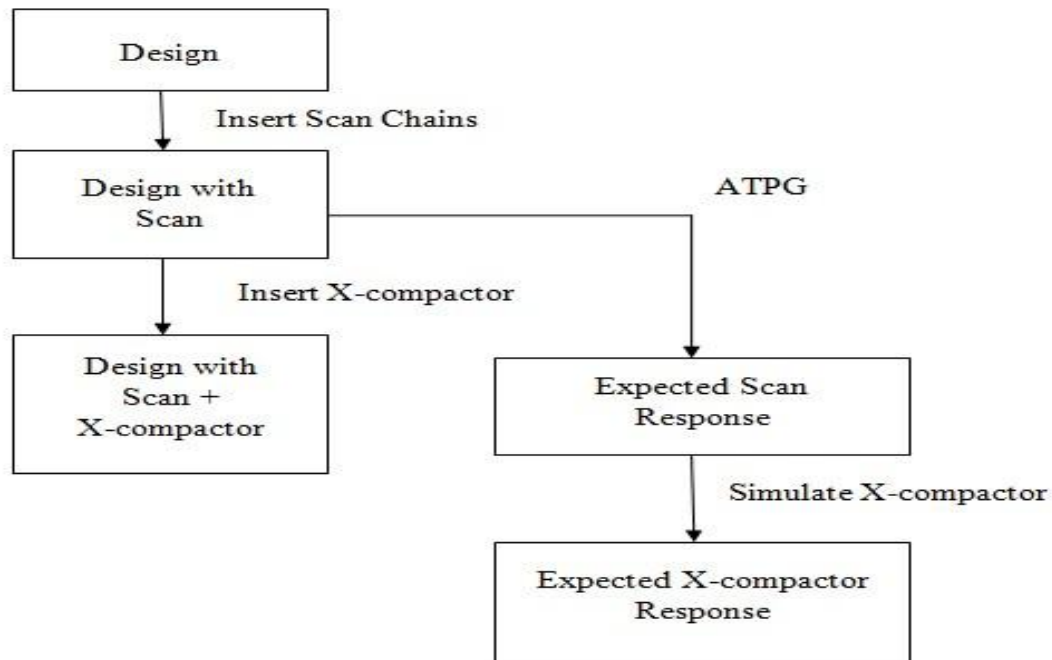 Design
Insert Scan Chains
Design with
Scan
ATPG
Insert X-compactor
Design with
Scan +
X-compactor
Expected Scan
Response
Simulate X-compactor
Expected X-compactor
Response